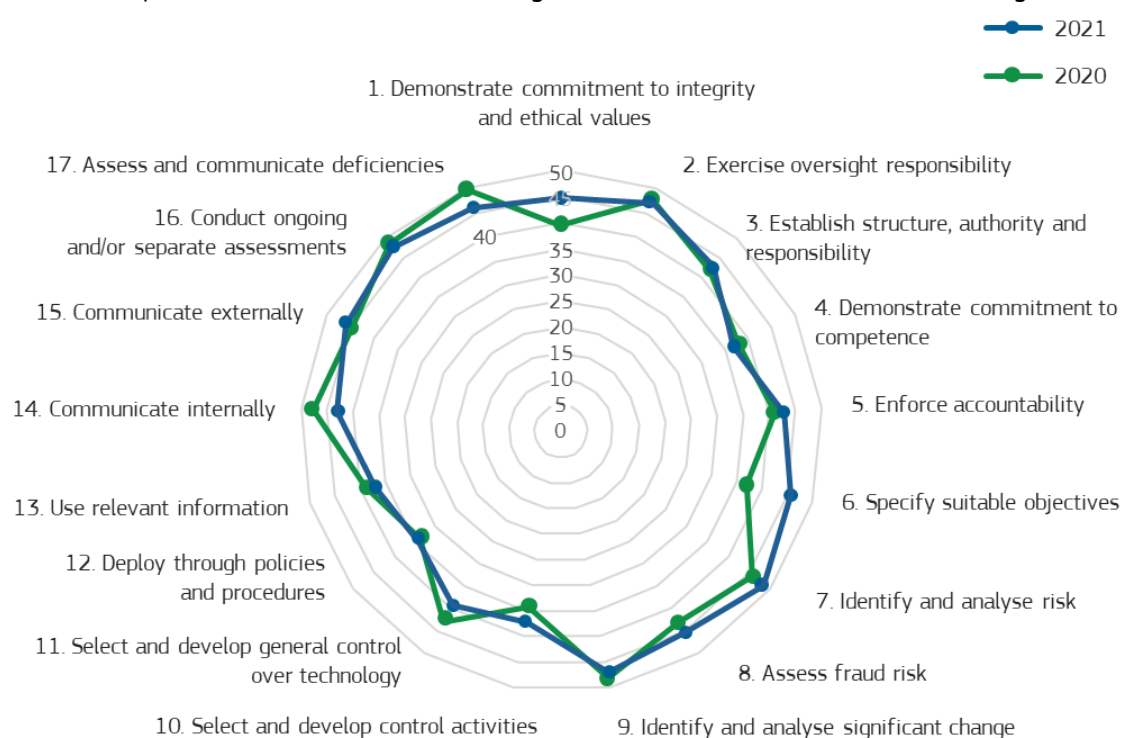 2021
2020
1. Demonstrate commitment to integrity
and ethical values
17. Assess and communicate deficiencies
2. Exercise oversight responsibility
50
45
16. Conduct ongoing
and/or separate assessments
3. Establish structure, authority and
responsibility
40
35
30
15. Communicate externally
4. Demonstrate commitment to
competence
25
20
15
10
14. Communicate internally
5. Enforce accountability
5
0
13. Use relevant information
6. Specify suitable objectives
12. Deploy through policies
and procedures
7. Identify and analyse risk
11. Select and develop general control
over technology
8. Assess fraud risk
10. Select and develop control activities
9. Identify and analyse significant change